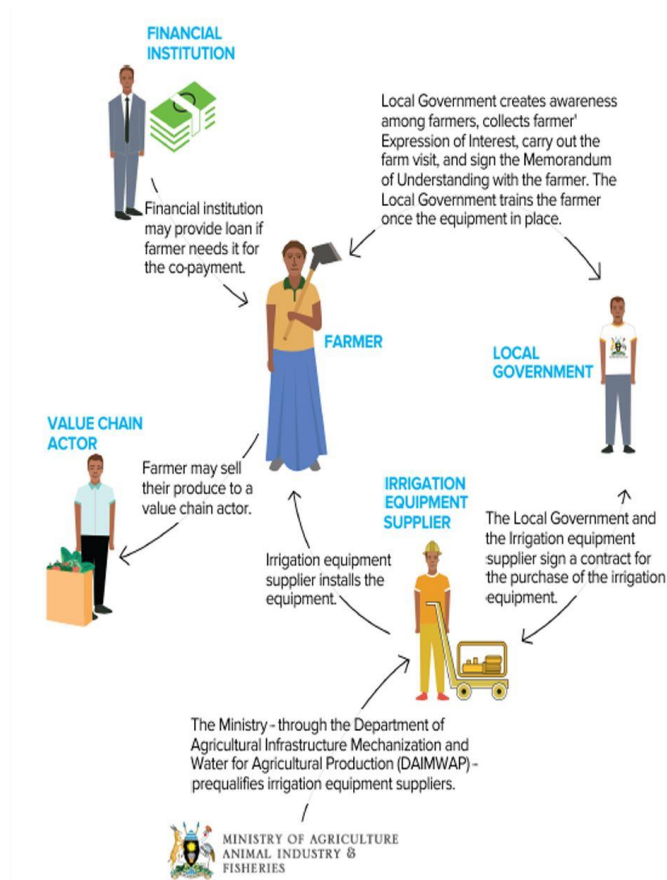 FINANCIAL
INSTITUTION
Local Government creates awareness
among farmers, collects farmer'
Expression of Interest, carry out the
farm visit, and sign the Memorandum
of Understanding with the farmer. The
Local Government trains the farmer
once the equipment in place.
Financial institution
may provide loan if
farmer needs it for
the co-payment.
FARMER
LOCAL
GOVERNMENT
VALUE CHAIN
ACTOR
Farmer may sell
their produce to a
value chain actor.
IRRIGATION
EQUIPMENT
SUPPLIER
The Local Government and
the Irrigation equipment
supplier sign a contract for
the purchase of the irrigation
equipment.
Irrigation equipment
supplier installs the
equipment.
The Ministry - through the Department of
Agricultural Infrastructure Mechanization and
Water for Agricultural Production (DAIMWAP) -
prequalifies irrigation equipment suppliers.
MINISTRY OF AGRICULTURE
ANIMAL INDUSTRY &
FISHERIES